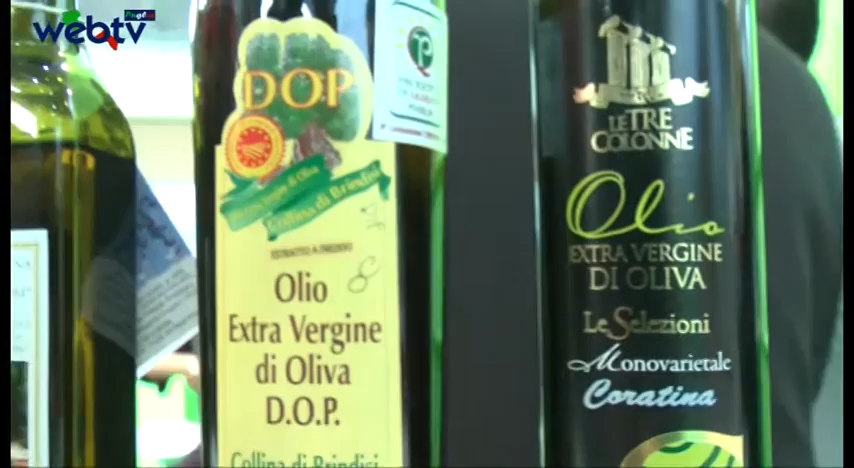 webtv
DOP
Collina di Brindisi
ESTRATTO A FREDDO
Olio
Extra Vergine
di Oliva
D.O.P.
Collina di Brindisi
LE TRE
COLONNE
Olio
EXTRA VERGINE
DI OLIVA
Le Selezioni
Monovarietale
Coratina